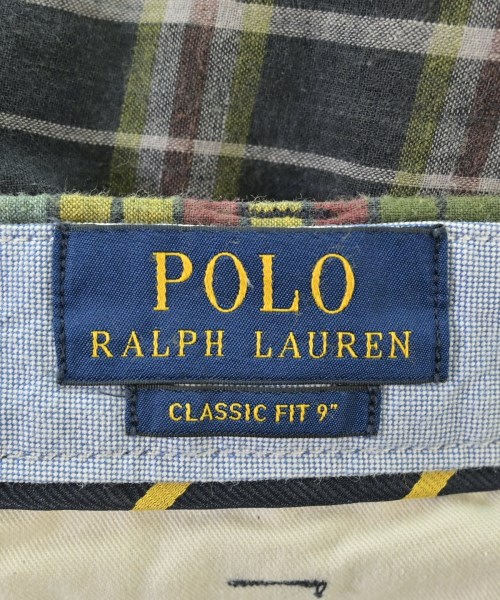 POLO
RALPH LAUREN
CLASSIC FIT 9"